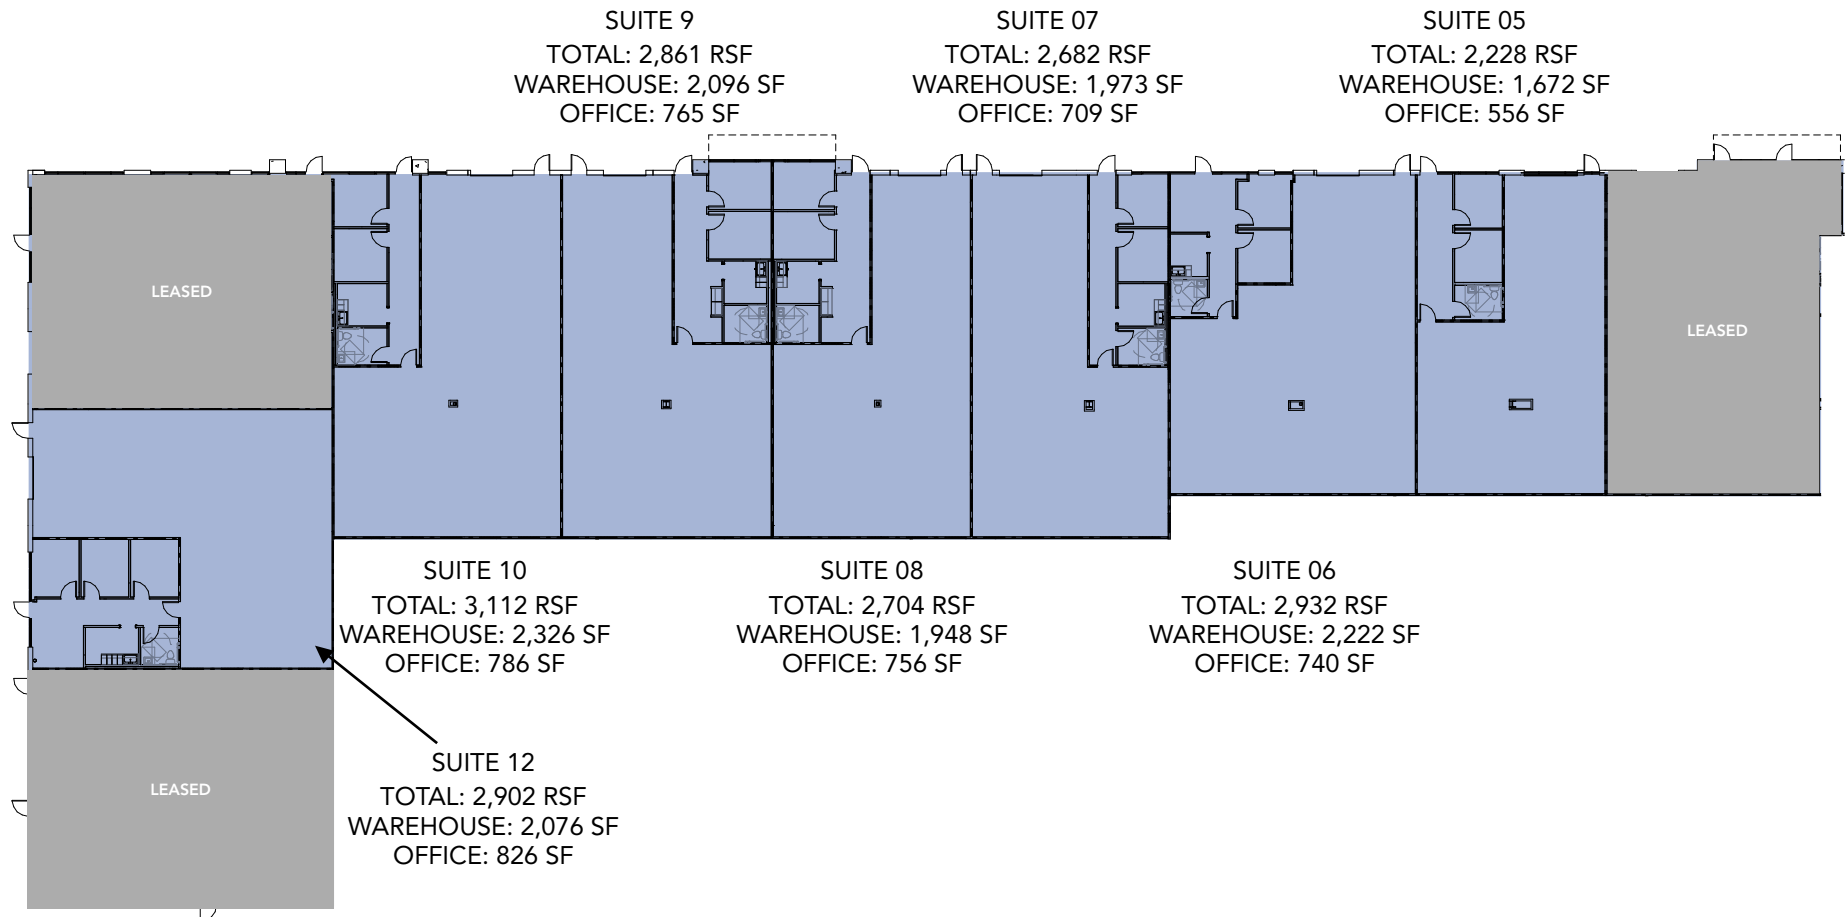 SUITE 9
TOTAL: 2,861 RSF
WAREHOUSE: 2,096 SF
OFFICE: 765 SF
SUITE 07
TOTAL: 2,682 RSF
WAREHOUSE: 1,973 SF
OFFICE: 709 SF
SUITE 05
TOTAL: 2,228 RSF
WAREHOUSE: 1,672 SF
OFFICE: 556 SF
LEASED
LEASED
SUITE 10
TOTAL: 3,112 RSF
WAREHOUSE: 2,326 SF
OFFICE: 786 SF
SUITE 08
TOTAL: 2,704 RSF
WAREHOUSE: 1,948 SF
OFFICE: 756 SF
SUITE 06
TOTAL: 2,932 RSF
WAREHOUSE: 2,222 SF
OFFICE: 740 SF
SUITE 12
TOTAL: 2,902 RSF
WAREHOUSE: 2,076 SF
OFFICE: 826 SF
LEASED